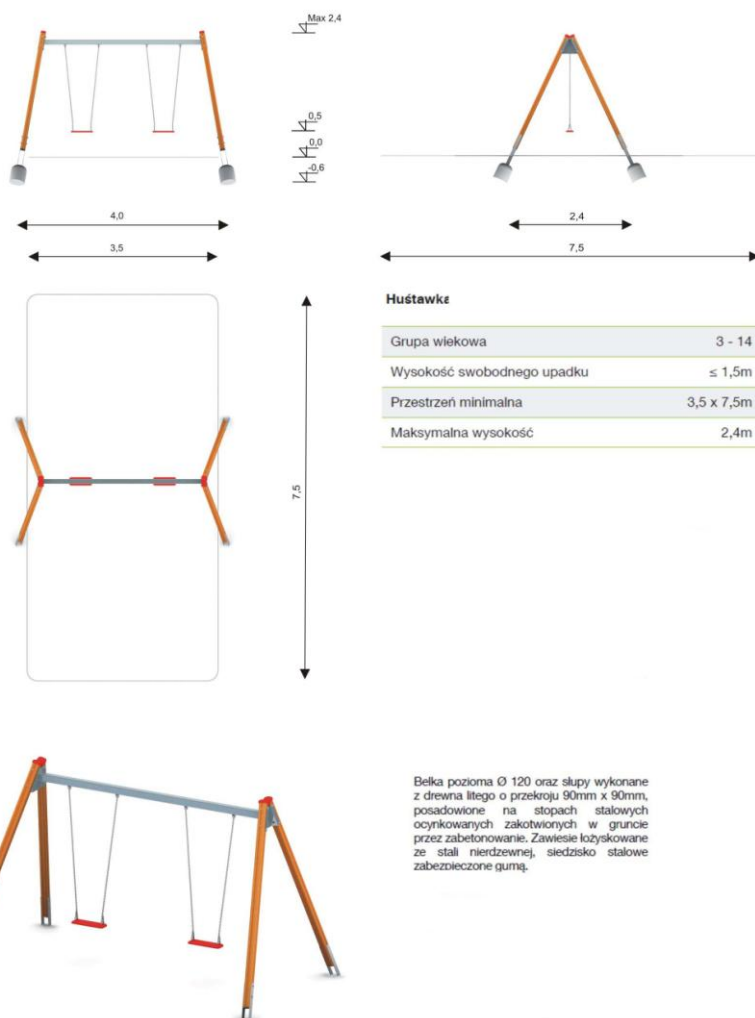 Max 2,4
0,5
0,0
-0,6
4,0
3,5
2,4
7,5
7,5
Huśtawka
Grupa wiekowa 3 - 14
Wysokość swobodnego upadku ≤ 1,5m
Przestrzeń minimalna 3,5 x 7,5m
Maksymalna wysokość 2,4m
Belka pozioma Ø 120 oraz słupy wykonane
z drewna litego o przekroju 90mm x 90mm,
posadowione na stopach stalowych
ocynkowanych zakotwionych w gruncie
przez zabetonowanie. Zawiesie łożyskowane
ze stali nierdzewnej, siedzisko stalowe
zabezpieczone gumą.